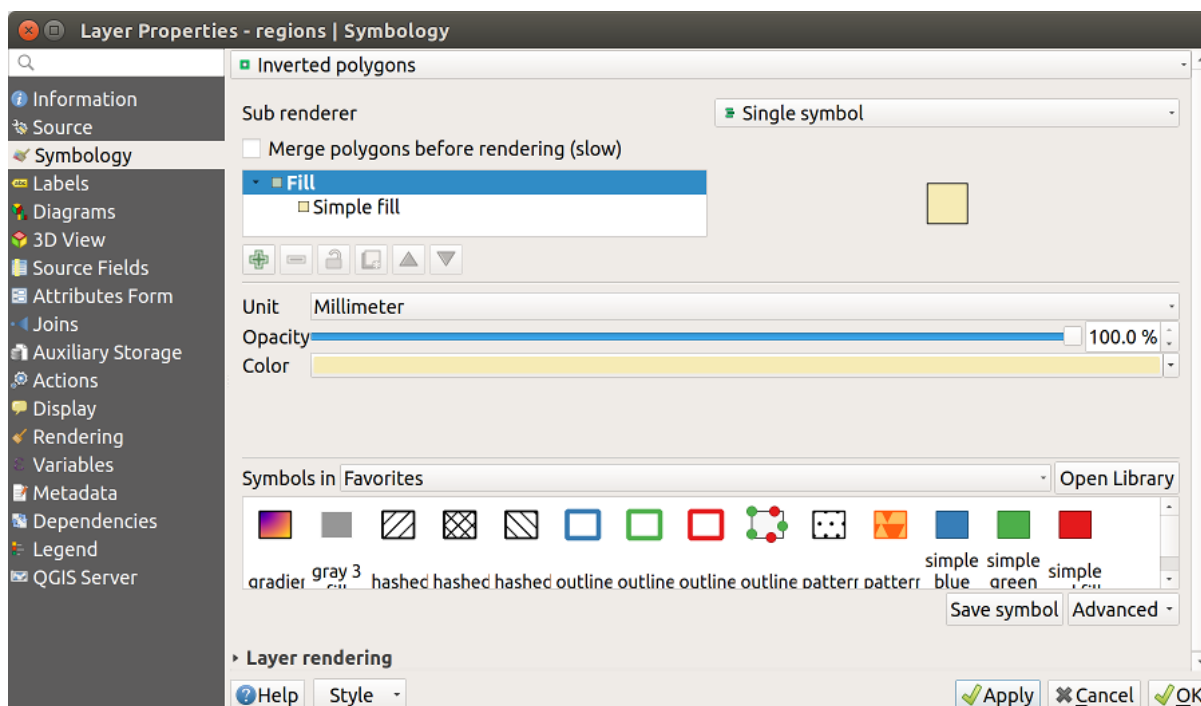 Layer Properties - regions | Symbology
Inverted polygons
Information
Source
Symbology
Labels
Diagrams
3D View
Source Fields
Attributes Form
Joins
Auxiliary Storage
Actions
Display
Rendering
Variables
Metadata
Dependencies
Legend
QGIS Server
Sub renderer Single symbol
Merge polygons before rendering (slow)
Fill
Simple fill
Unit Millimeter
Opacity 100.0 %
Color
Symbols in Favorites Open Library
gradier gray 3 hashed hashed hashed outline outline outline outline patterr patterr simple blue simple green simple
Save symbol Advanced
Layer rendering
Help Style Apply Cancel OK